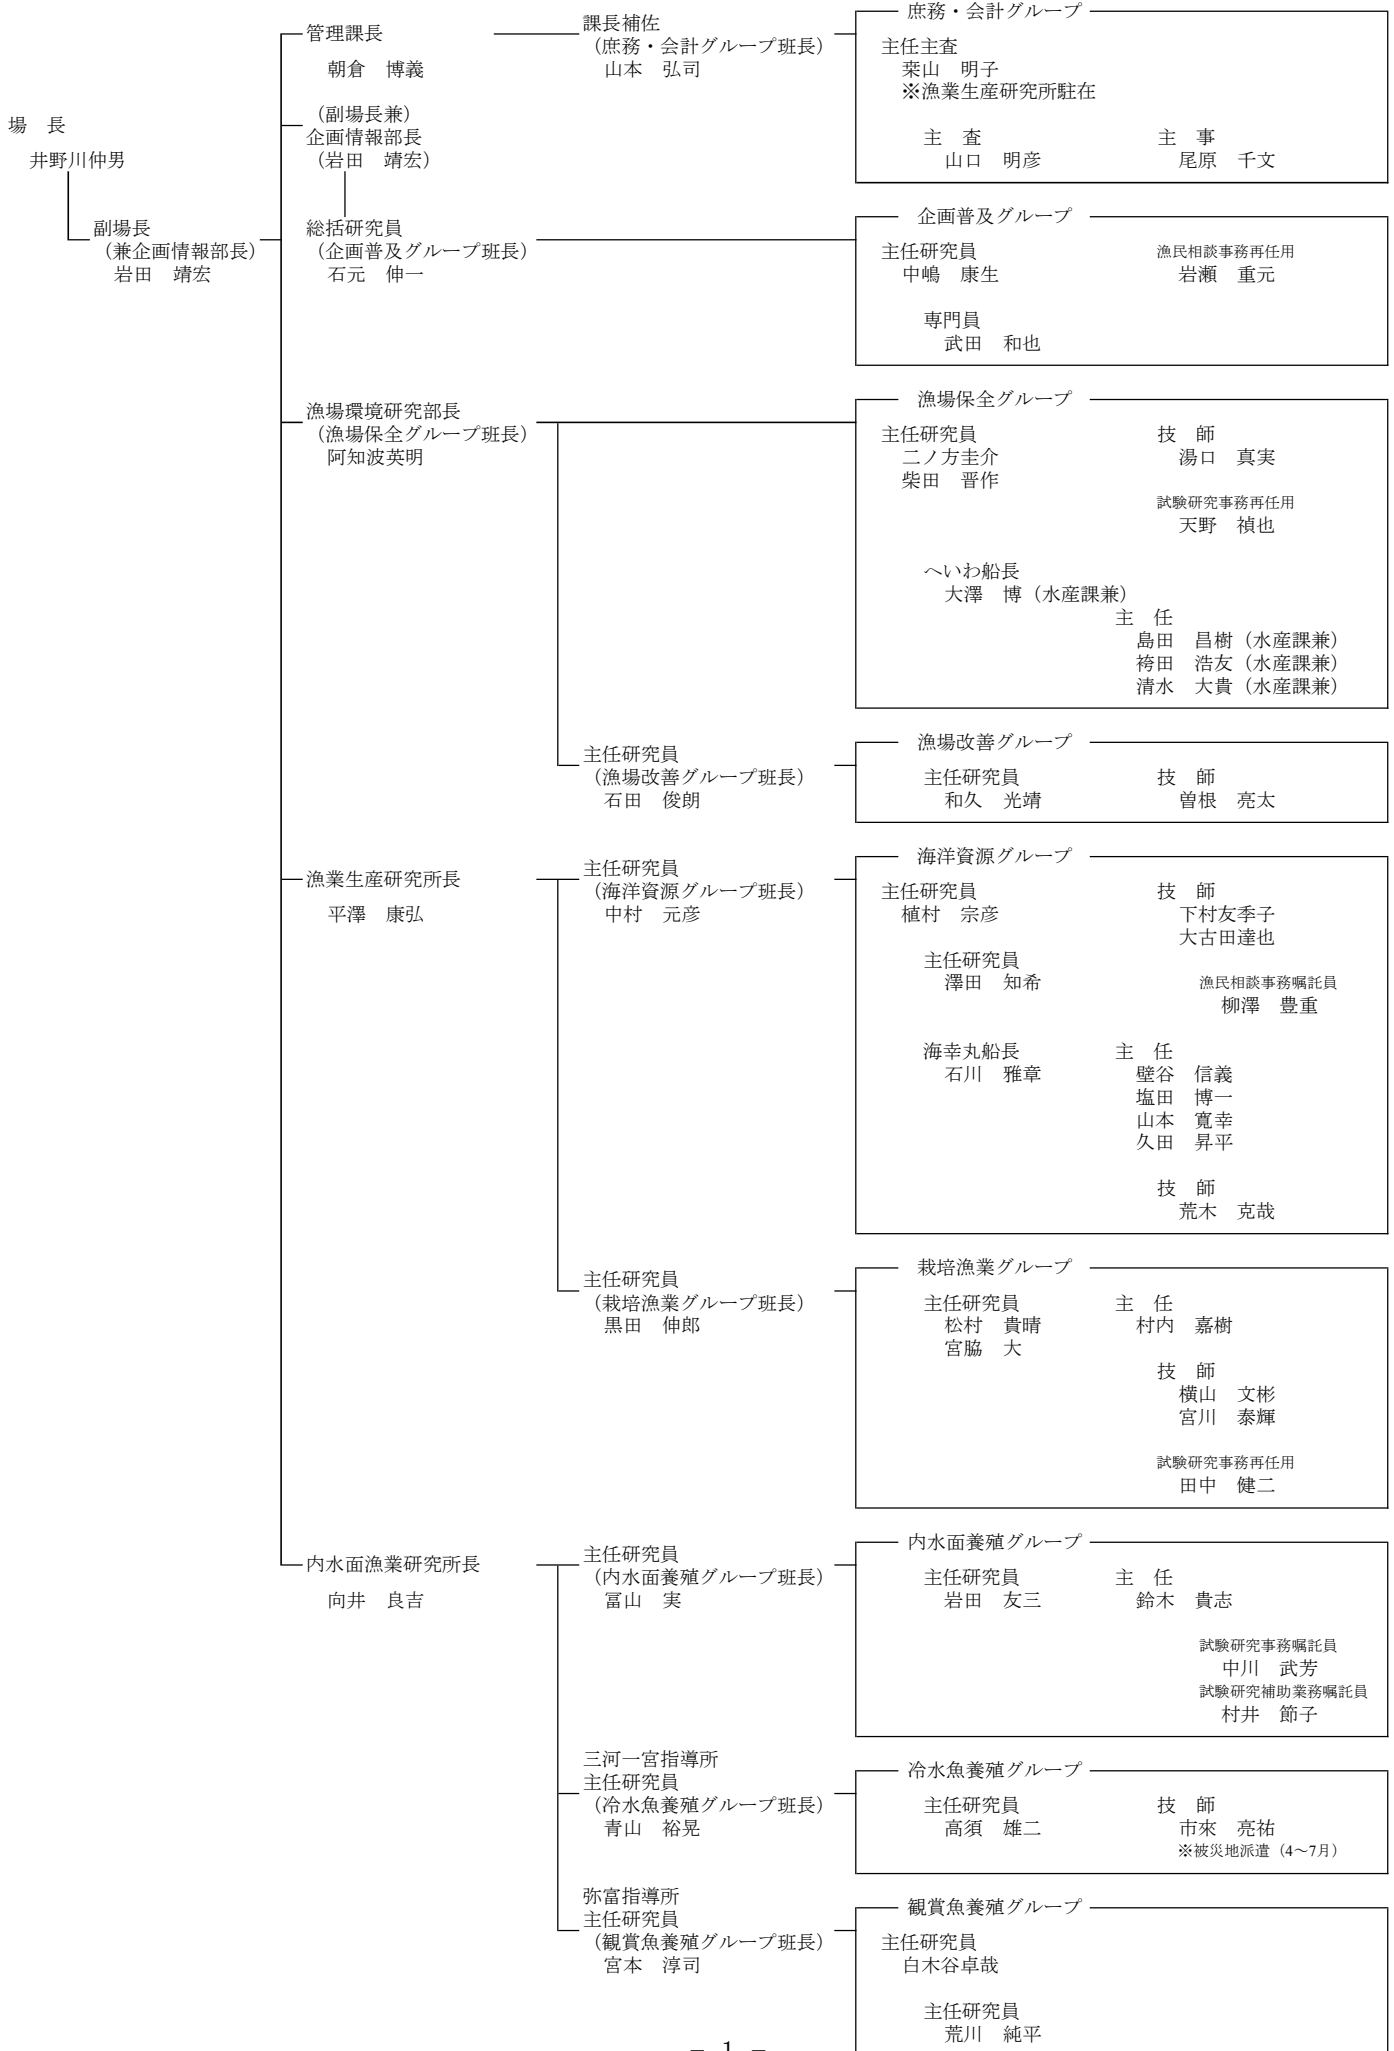 場　長
井野川仲男
副場長
（兼企画情報部長）
岩田　靖宏
管理課長
朝倉　博義
課長補佐
（庶務・会計グループ班長）
山本　弘司
庶務・会計グループ
主任主査
桒山　明子
※漁業生産研究所駐在
主　査
山口　明彦
主　事
尾原　千文
（副場長兼）
企画情報部長
（岩田　靖宏）
総括研究員
（企画普及グループ班長）
石元　伸一
企画普及グループ
主任研究員
中嶋　康生
漁民相談事務再任用
岩瀬　重元
専門員
武田　和也
漁場環境研究部長
（漁場保全グループ班長）
阿知波英明
漁場保全グループ
主任研究員
二ノ方圭介
柴田　晋作
技　師
湯口　真実
試験研究事務再任用
天野　禎也
へいわ船長
大澤　博（水産課兼）
主　任
島田　昌樹（水産課兼）
袴田　浩友（水産課兼）
清水　大貴（水産課兼）
主任研究員
（漁場改善グループ班長）
石田　俊朗
漁場改善グループ
主任研究員
和久　光靖
技　師
曽根　亮太
漁業生産研究所長
平澤　康弘
主任研究員
（海洋資源グループ班長）
中村　元彦
海洋資源グループ
主任研究員
植村　宗彦
技　師
下村友季子
大古田達也
主任研究員
澤田　知希
漁民相談事務嘱託員
柳澤　豊重
海幸丸船長
石川　雅章
主　任
壁谷　信義
塩田　博一
山本　寛幸
久田　昇平
技　師
荒木　克哉
主任研究員
（栽培漁業グループ班長）
黒田　伸郎
栽培漁業グループ
主任研究員
松村　貴晴
宮脇　大
主　任
村内　嘉樹
技　師
横山　文彬
宮川　泰輝
試験研究事務再任用
田中　健二
内水面漁業研究所長
向井　良吉
主任研究員
（内水面養殖グループ班長）
冨山　実
内水面養殖グループ
主任研究員
岩田　友三
主　任
鈴木　貴志
試験研究事務嘱託員
中川　武芳
試験研究補助業務嘱託員
村井　節子
三河一宮指導所
主任研究員
（冷水魚養殖グループ班長）
青山　裕晃
冷水魚養殖グループ
主任研究員
高須　雄二
技　師
市來　亮祐
※被災地派遣（4～7月）
弥富指導所
主任研究員
（観賞魚養殖グループ班長）
宮本　淳司
観賞魚養殖グループ
主任研究員
白木谷卓哉
主任研究員
荒川　純平
－ 1 －